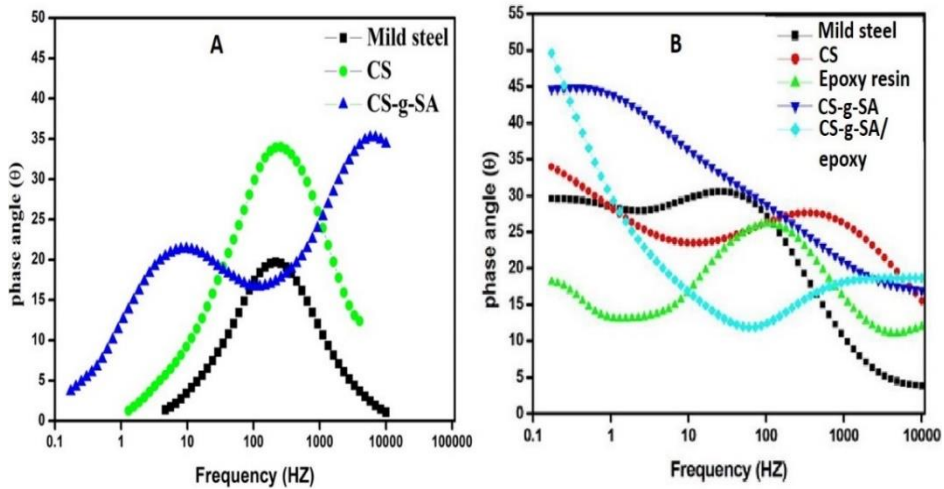 50
45
40
35
30
25
20
15
10
5
0
phase angle (θ)
A
Mild steel
CS
CS-g-SA
0.1
1
10
100
1000
10000
100000
Frequency (HZ)
55
50
45
40
35
30
25
20
15
10
5
0
phase angle (θ)
B
Mild steel
CS
Epoxy resin
CS-g-SA
CS-g-SA/
epoxy
0.1
1
10
100
1000
10000
Frequency (HZ)